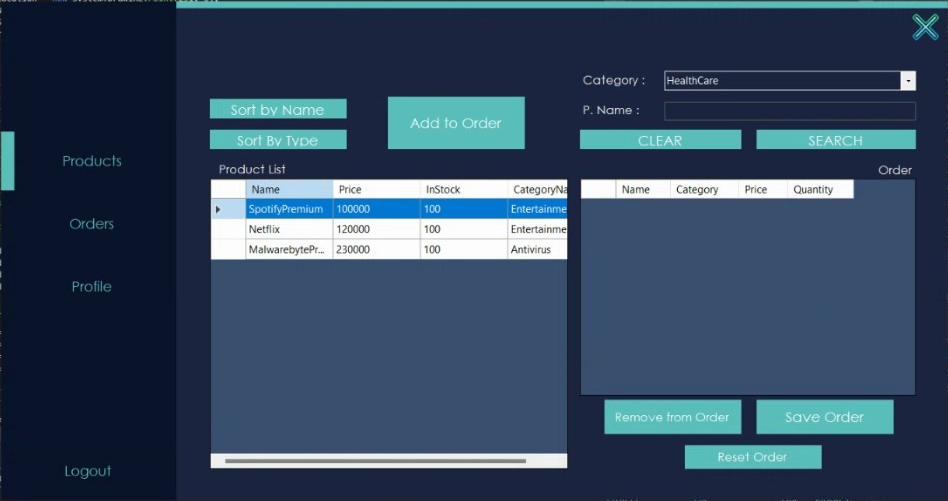 Category :
HealthCare
P. Name :
Sort by Name
Add to Order
Sort By Type
CLEAR
SEARCH
Products
Orders
Profile
Logout
Product List
Name Price InStock CategoryNa
SpotifyPremium 100000 100 Entertainme
Netflix 120000 100 Entertainme
MalwarebytePr... 230000 100 Antivirus
Order
Name Category Price Quantity
Remove from Order
Save Order
Reset Order